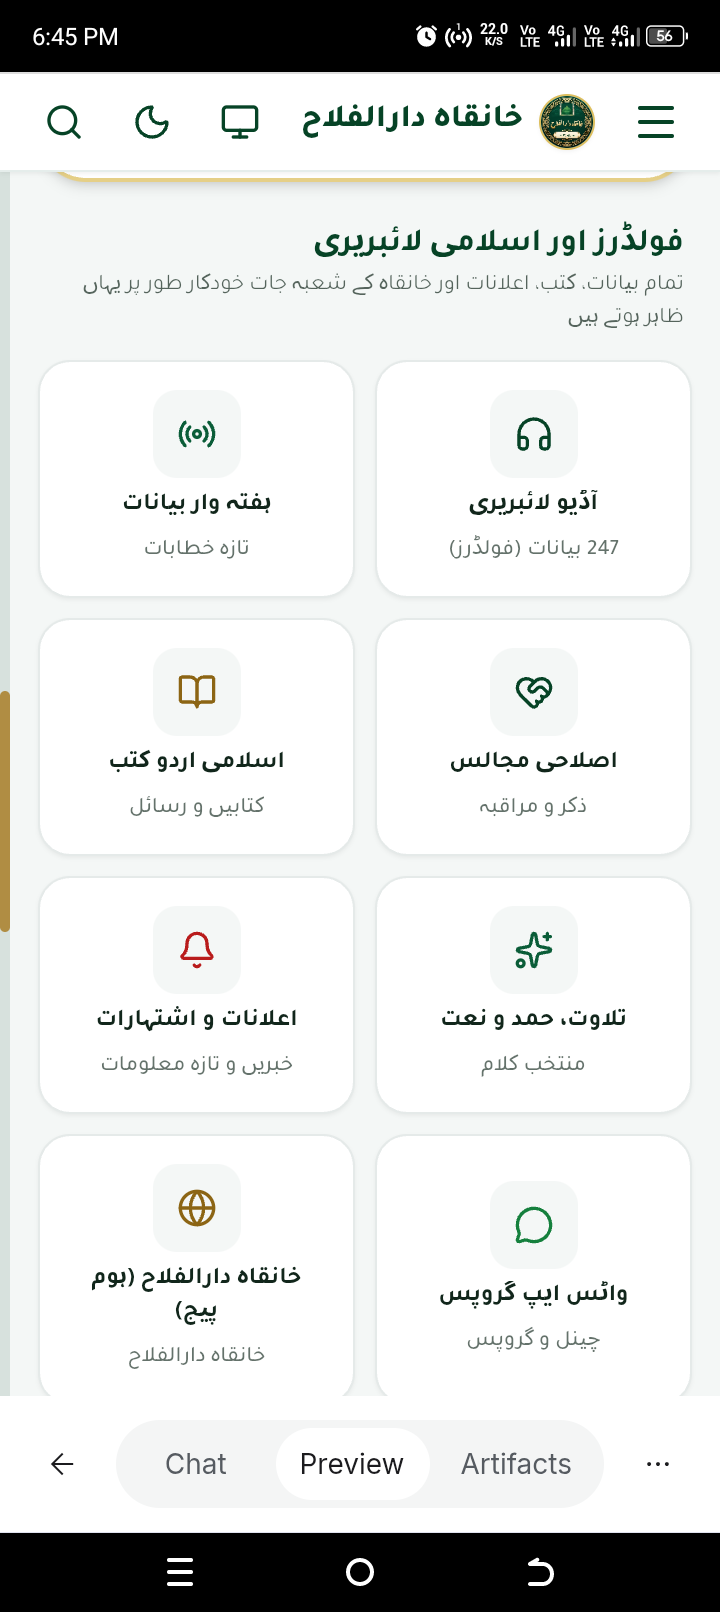 6:45 PM
22.0 K/S
Vo LTE 4G Vo LTE 4G 56
خانقاہ دارالفلاح
فولڈرز اور اسلامی لائبریری
تمام بیانات، کتب، اعلانات اور خانقاہ کے شعبہ جات خودکار طور پر یہاں
ظاہر ہوتے ہیں
آڈیو لائبریری
247 بیانات (فولڈرز)
ہفتہ وار بیانات
تازہ خطابات
اصلاحی مجالس
ذکر و مراقبہ
اسلامی اردو کتب
کتابیں و رسائل
تلاوت، حمد و نعت
منتخب کلام
اعلانات و اشتہارات
خبریں و تازہ معلومات
واٹس ایپ گروپس
چینل و گروپس
خانقاہ دارالفلاح (ہوم
پیج)
خانقاہ دارالفلاح
Chat
Preview
Artifacts